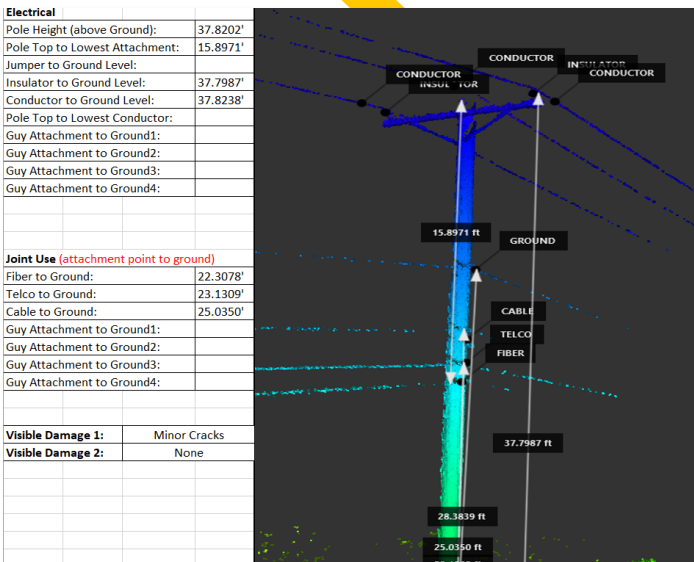 Electrical
Pole Height (above Ground): 37.8202'
Pole Top to Lowest Attachment: 15.8971'
Jumper to Ground Level:
Insulator to Ground Level: 37.7987'
Conductor to Ground Level: 37.8238'
Pole Top to Lowest Conductor:
Guy Attachment to Ground1:
Guy Attachment to Ground2:
Guy Attachment to Ground3:
Guy Attachment to Ground4:
Joint Use (attachment point to ground)
Fiber to Ground: 22.3078'
Telco to Ground: 23.1309'
Cable to Ground: 25.0350'
Guy Attachment to Ground1:
Guy Attachment to Ground2:
Guy Attachment to Ground3:
Guy Attachment to Ground4:
Visible Damage 1: Minor Cracks
Visible Damage 2: None
CONDUCTOR
INSULATOR
CONDUCTOR
CONDUCTOR
15.8971 ft
GROUND
CABLE
TELCO
FIBER
37.7987 ft
28.3839 ft
25.0350 ft